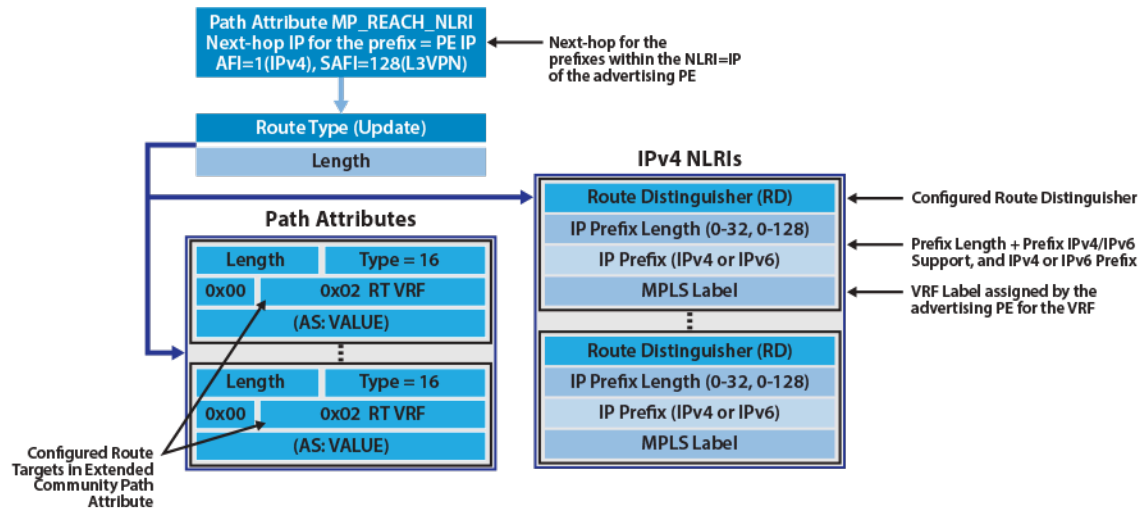 Path Attribute MP_REACH_NLRI
Next-hop IP for the prefix = PE IP
AFI=1(IPv4), SAFI=128(L3VPN)
Next-hop for the
prefixes within the NLRI=IP
of the advertising PE
Route Type (Update)
Length
IPv4 NLRIs
Route Distinguisher (RD)
IP Prefix Length (0-32, 0-128)
IP Prefix (IPv4 or IPv6)
MPLS Label
Configured Route Distinguisher
Prefix Length + Prefix IPv4/IPv6
Support, and IPv4 or IPv6 Prefix
VRF Label assigned by the
advertising PE for the VRF
Route Distinguisher (RD)
IP Prefix Length (0-32, 0-128)
IP Prefix (IPv4 or IPv6)
MPLS Label
Path Attributes
Length
Type = 16
0x00
0x02 RT VRF
(AS: VALUE)
Length
Type = 16
0x00
0x02 RT VRF
(AS: VALUE)
Configured Route
Targets in Extended
Community Path
Attribute